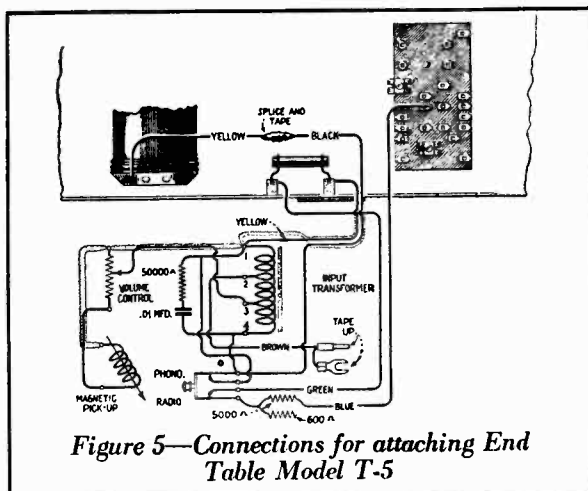 SPLICE AND
TAPE
YELLOW
BLACK
YELLOW
50000 Ω
VOLUME
CONTROL
.01 MFD.
1
2
3
4
INPUT
TRANSFORMER
TAPE
UP
BROWN
PHONO.
RADIO
GREEN
BLUE
5000 Ω
600 Ω
MAGNETIC
PICK-UP
Figure 5—Connections for attaching End
Table Model T-5